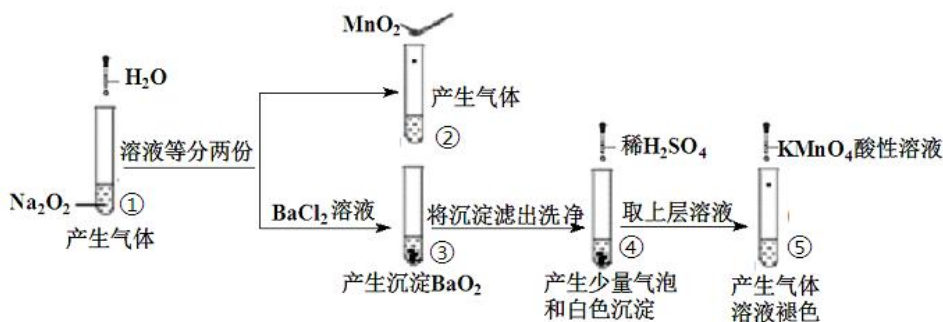 MnO₂
H₂O
产生气体
②
溶液等分两份
稀H₂SO₄
KMnO₄酸性溶液
Na₂O₂
①
产生气体
BaCl₂溶液
③
将沉淀滤出洗净
④
取上层溶液
⑤
产生沉淀BaO₂
产生少量气泡
和白色沉淀
产生气体
溶液褪色